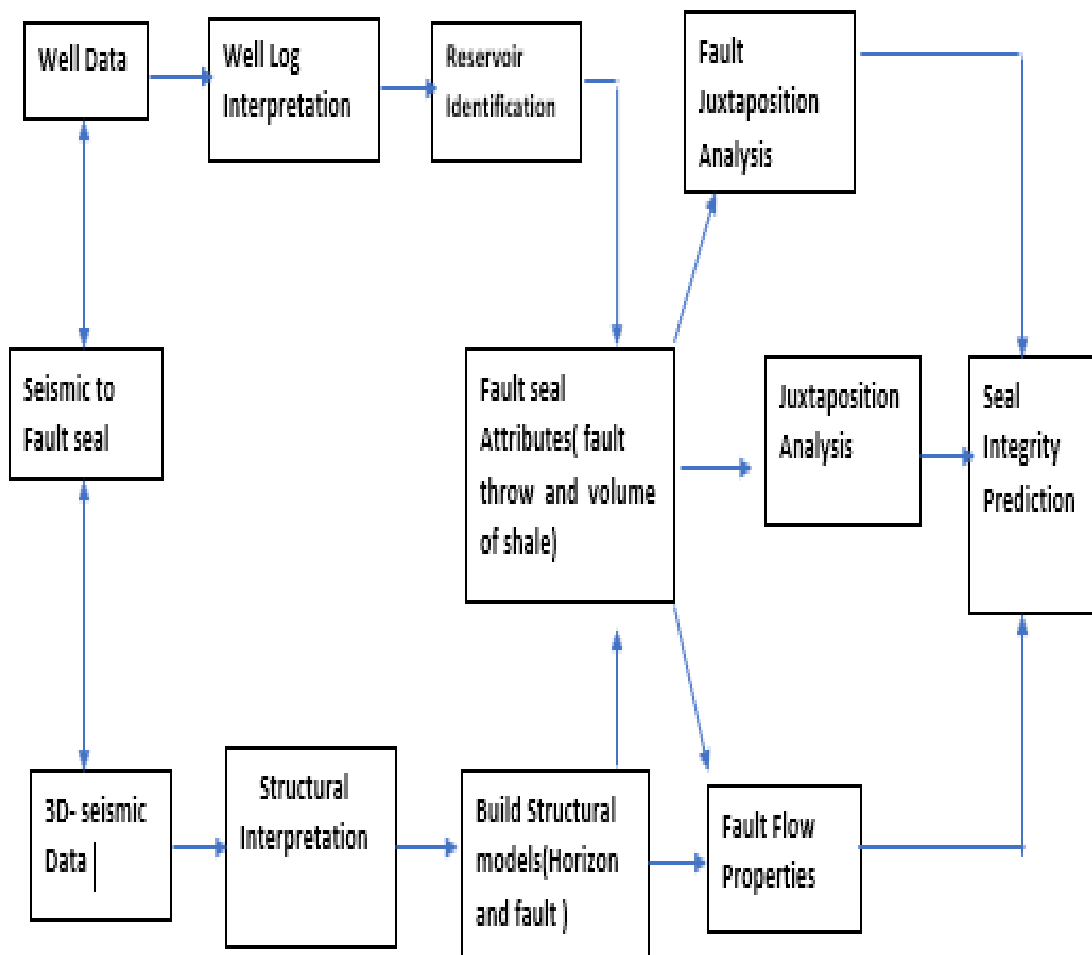 Well Data
Well Log
Interpretation
Reservoir
Identification
Fault
Juxtaposition
Analysis
Seismic to
Fault seal
Fault seal
Attributes( fault
throw and volume
of shale)
Juxtaposition
Analysis
Seal
Integrity
Prediction
3D- seismic
Data
Structural
Interpretation
Build Structural
models(Horizon
and fault )
Fault Flow
Properties